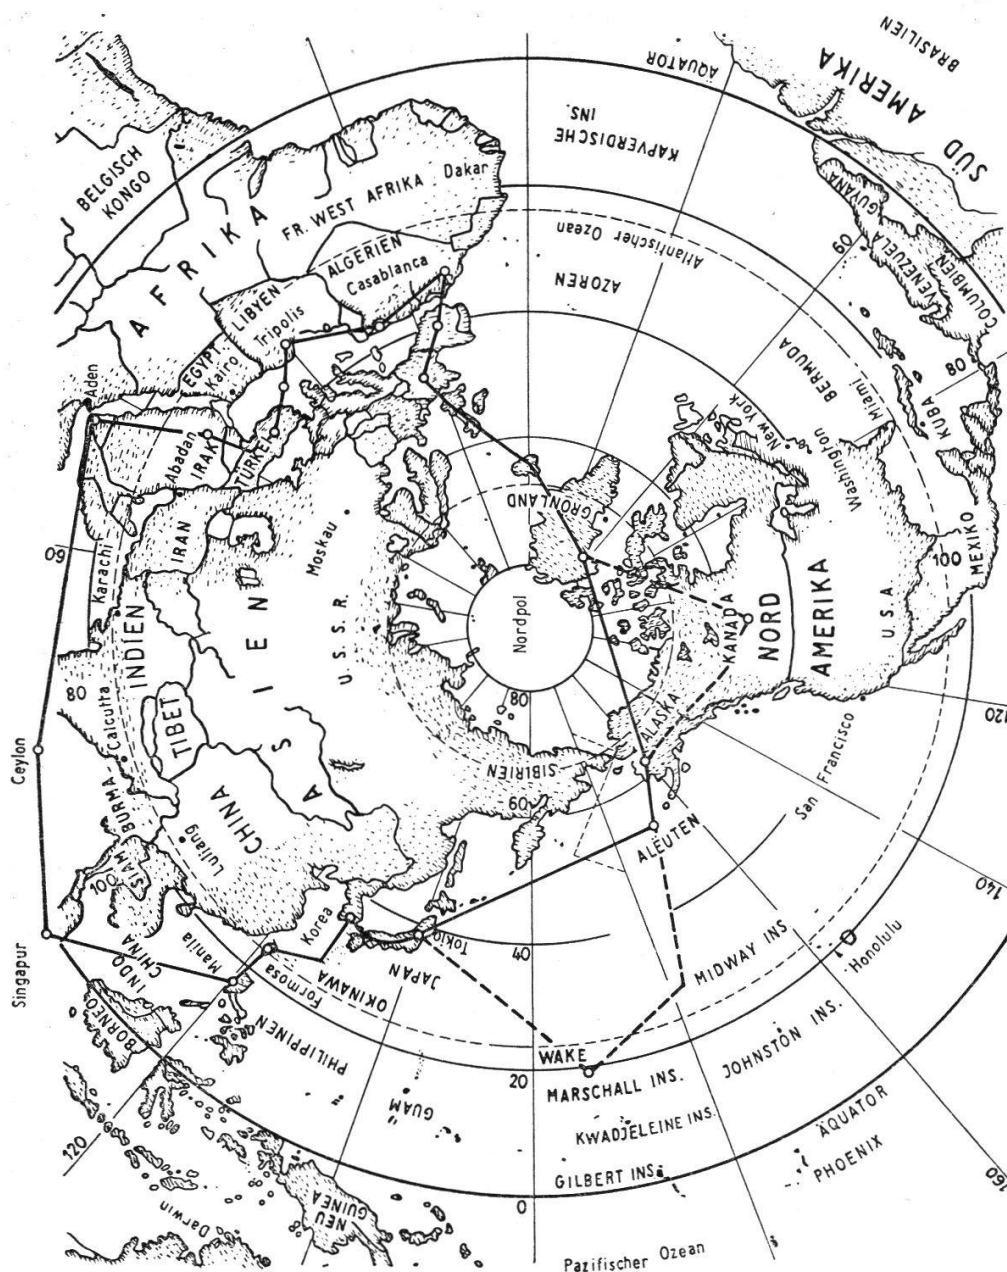 BRASILIEN
SÜD AMERIKA
ÄQUATOR
KAPVERDISCHE
INS.
Dakar
BELGISCH
KONGO
FR. WEST AFRIKA
AFRIKA
ALGERIEN
Casablanca
LIBYEN
Tripolis
EGYPT.
Kairo
Atlantischer Ozean
AZOREN
GUYANA
VENEZUELA
COLUMBIEN
60
80
BERMUDA
KUBA
Miami
New York
Washington
MEXIKO
100
Aden
Abadan
IRAK
TÜRKEI
IRAN
60
Karachi
INDIEN
Moskau
U. S. S. R.
ASIEN
GRÖNLAND
Nordpol
80
KANADA
NORD
AMERIKA
U.S.A
120
ALASKA
80
Calcutta
TIBET
Ceylon
BURMA
SIBIRIEN
60
San Francisco
CHINA
Luliang
SIAM
100
ALEUTEN
140
Singapur
INDO
CHINA
Manila
Formosa
Korea
OKINAWA
JAPAN
Tokio
40
MIDWAY INS
Honolulu
BORNEO
PHILIPPINEN
WAKE
20
MARSCHALL INS.
JOHNSTON INS.
GUAM
KWADJELEINE INS.
ÄQUATOR
PHOENIX
160
120
GILBERT INS.
0
NEU
GUINEA
Darwin
Pazifischer Ozean